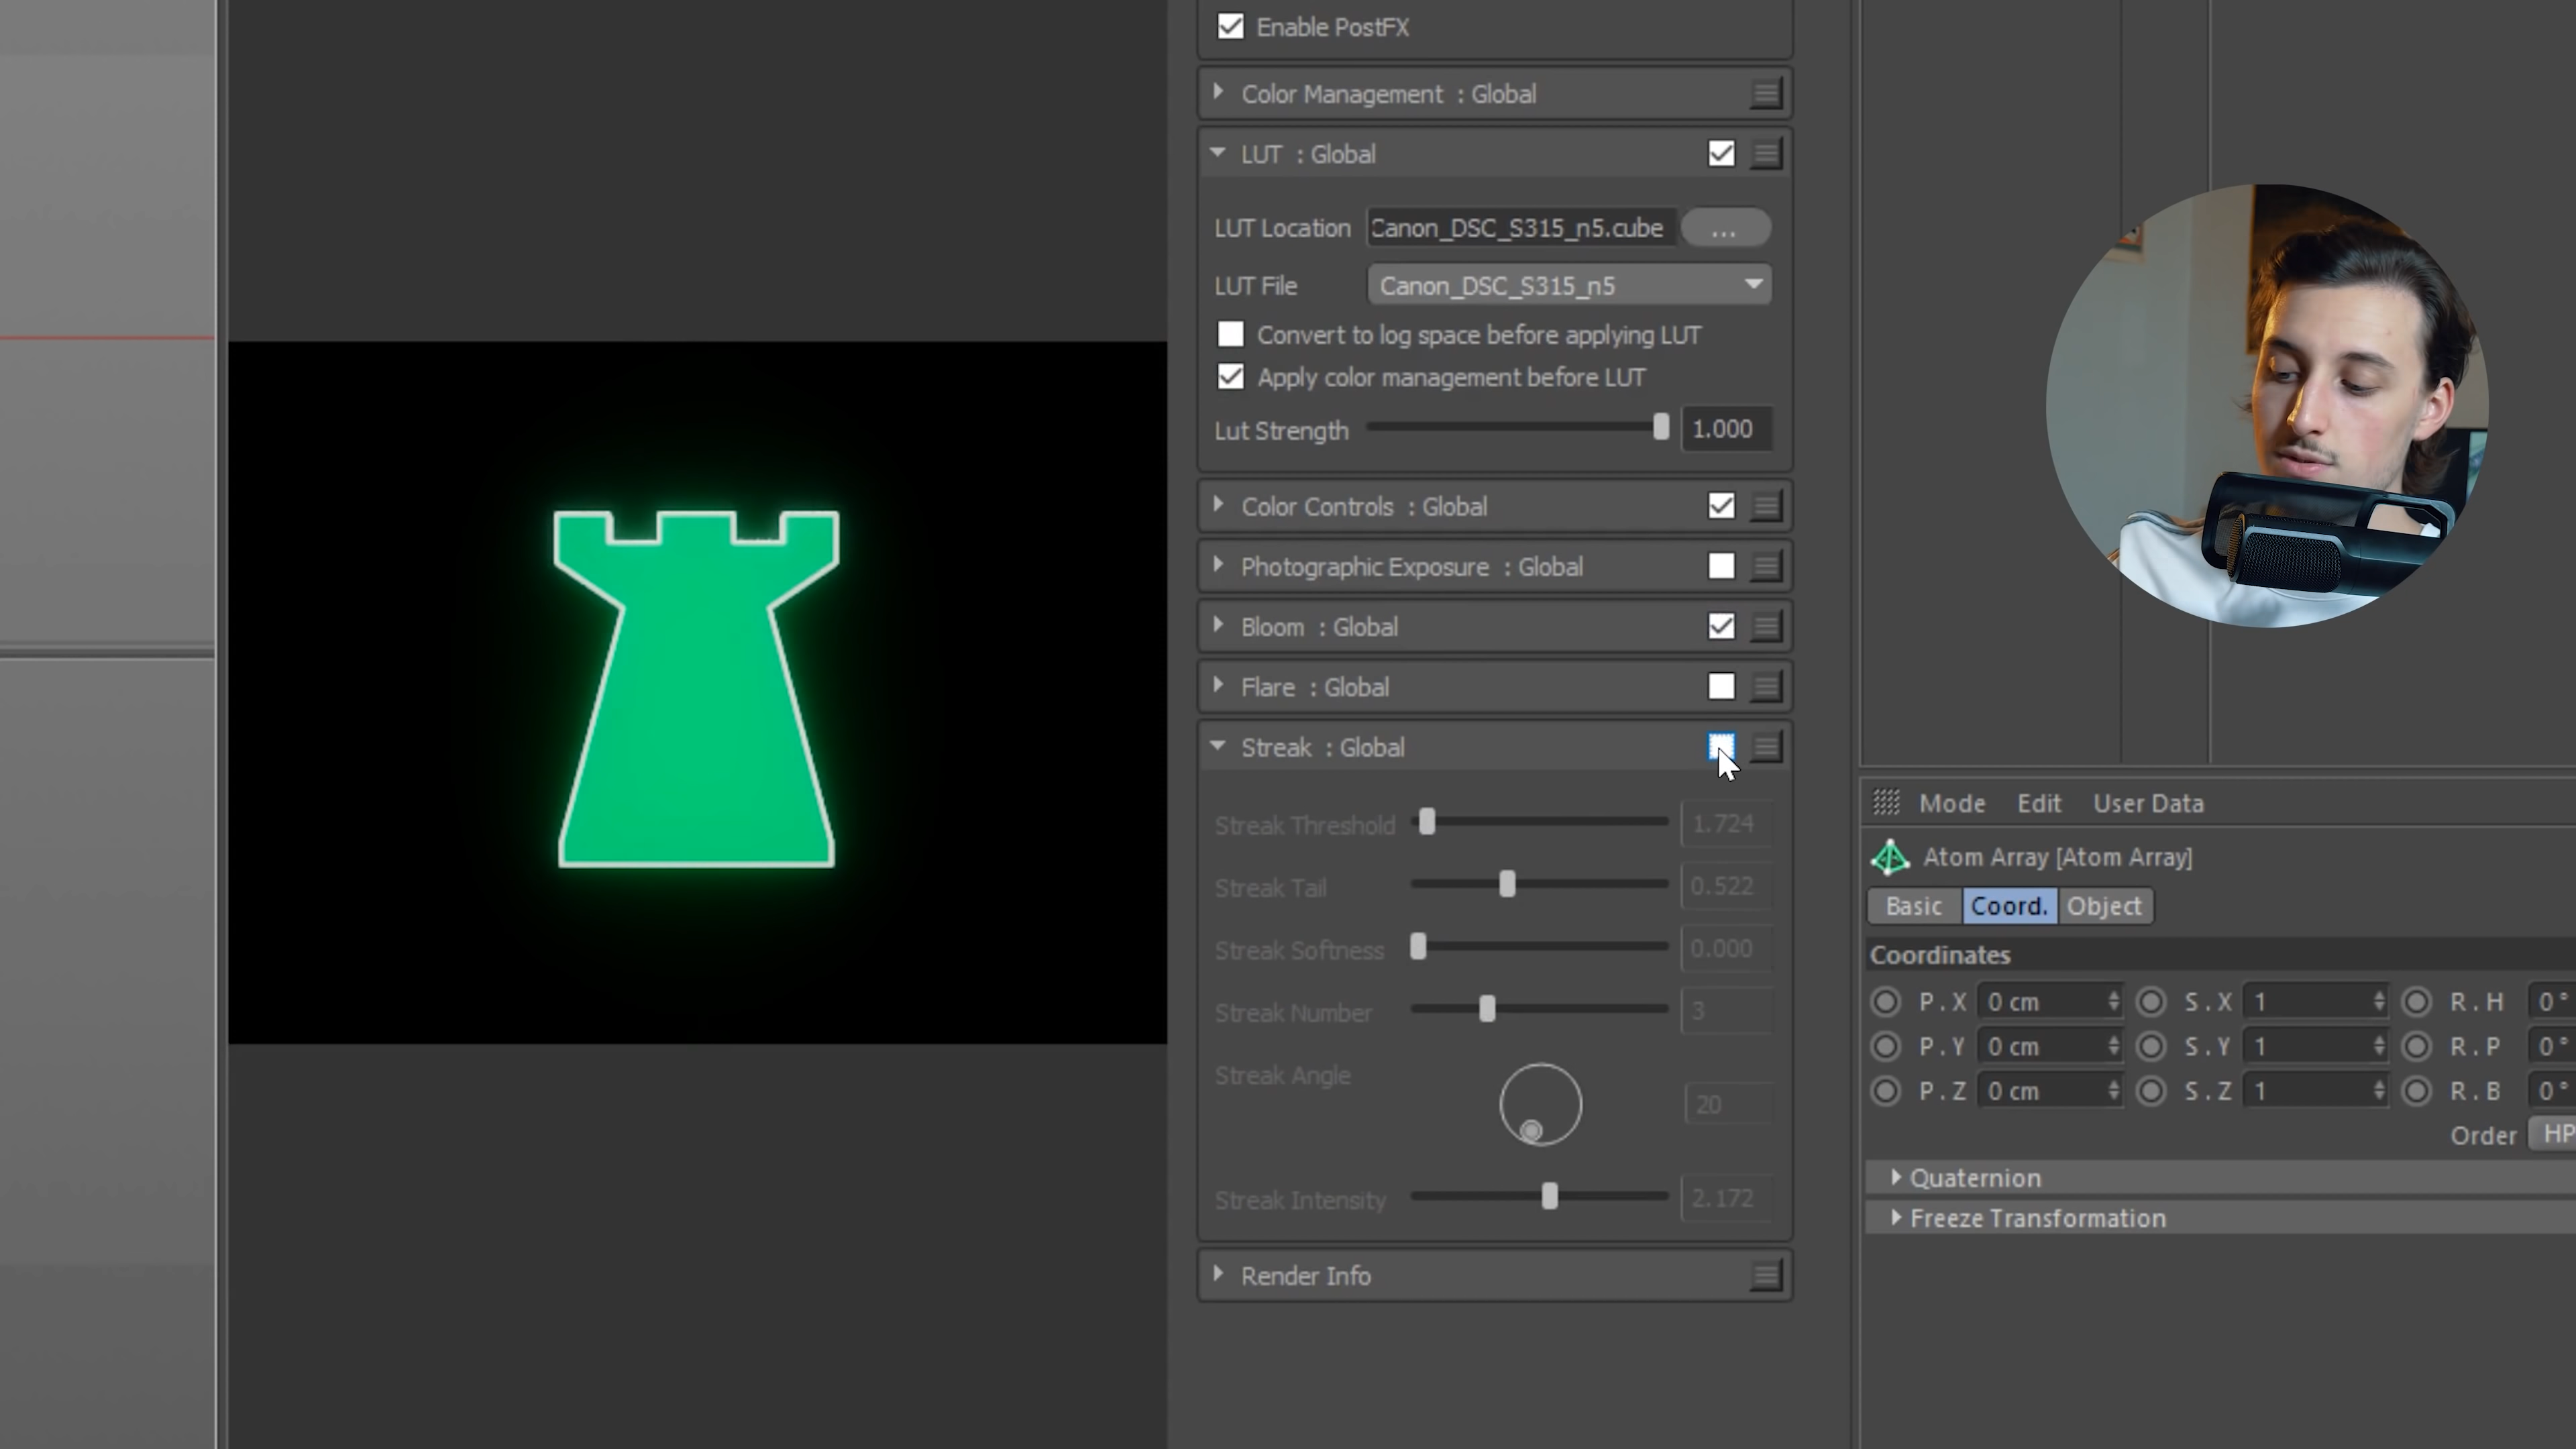 Enable PostFX
Color Management : Global
LUT : Global
LUT Location Canon_DSC_S315_n5.cube ...
LUT File Canon_DSC_S315_n5
Convert to log space before applying LUT
Apply color management before LUT
Lut Strength 1.000
Color Controls : Global
Photographic Exposure : Global
Bloom : Global
Flare : Global
Streak : Global
Streak Threshold 1.724
Streak Tail 0.522
Streak Softness 0.000
Streak Number 3
Streak Angle
20
Streak Intensity 2.172
Render Info
Mode Edit User Data
Atom Array [Atom Array]
Basic Coord. Object
Coordinates
P . X 0 cm S . X 1 R . H 0 °
P . Y 0 cm S . Y 1 R . P 0 °
P . Z 0 cm S . Z 1 R . B 0 °
Order HP
Quaternion
Freeze Transformation